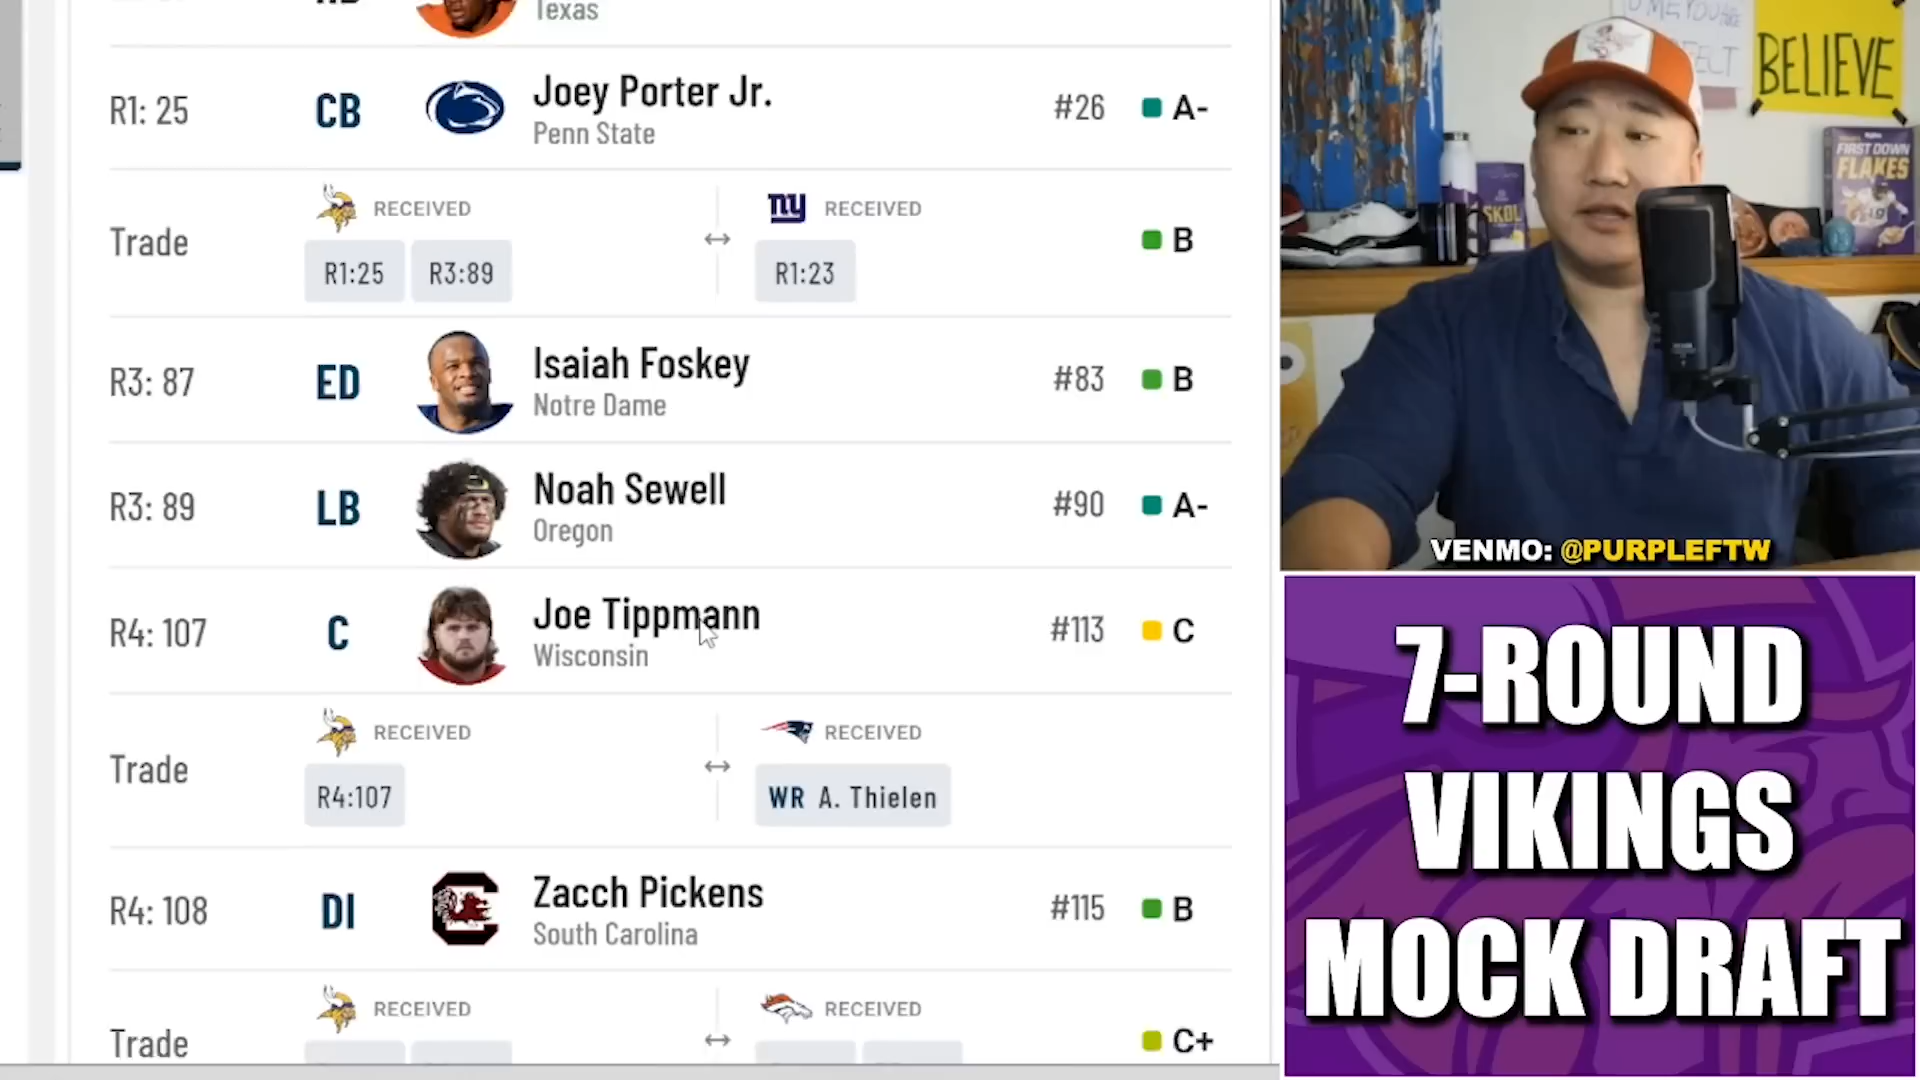 Texas
R1: 25 CB Joey Porter Jr. #26 A-
Penn State
RECEIVED ny RECEIVED
Trade B
R1:25 R3:89 R1:23
R3: 87 ED Isaiah Foskey #83 B
Notre Dame
R3: 89 LB Noah Sewell #90 A-
Oregon
R4: 107 C Joe Tippmann #113 C
Wisconsin
RECEIVED RECEIVED
Trade
R4:107 WR A. Thielen
R4: 108 DI Zacch Pickens #115 B
South Carolina
RECEIVED RECEIVED
Trade C+
BELIEVE
FIRST DOWN
FLAKES
SKOL
VENMO: @PURPLEFTW
7-ROUND
VIKINGS
MOCK DRAFT